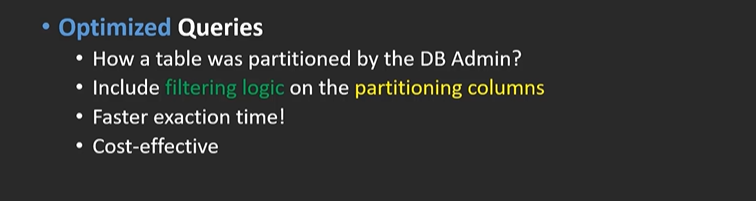 • Optimized Queries
• How a table was partitioned by the DB Admin?
• Include filtering logic on the partitioning columns
• Faster exaction time!
• Cost-effective